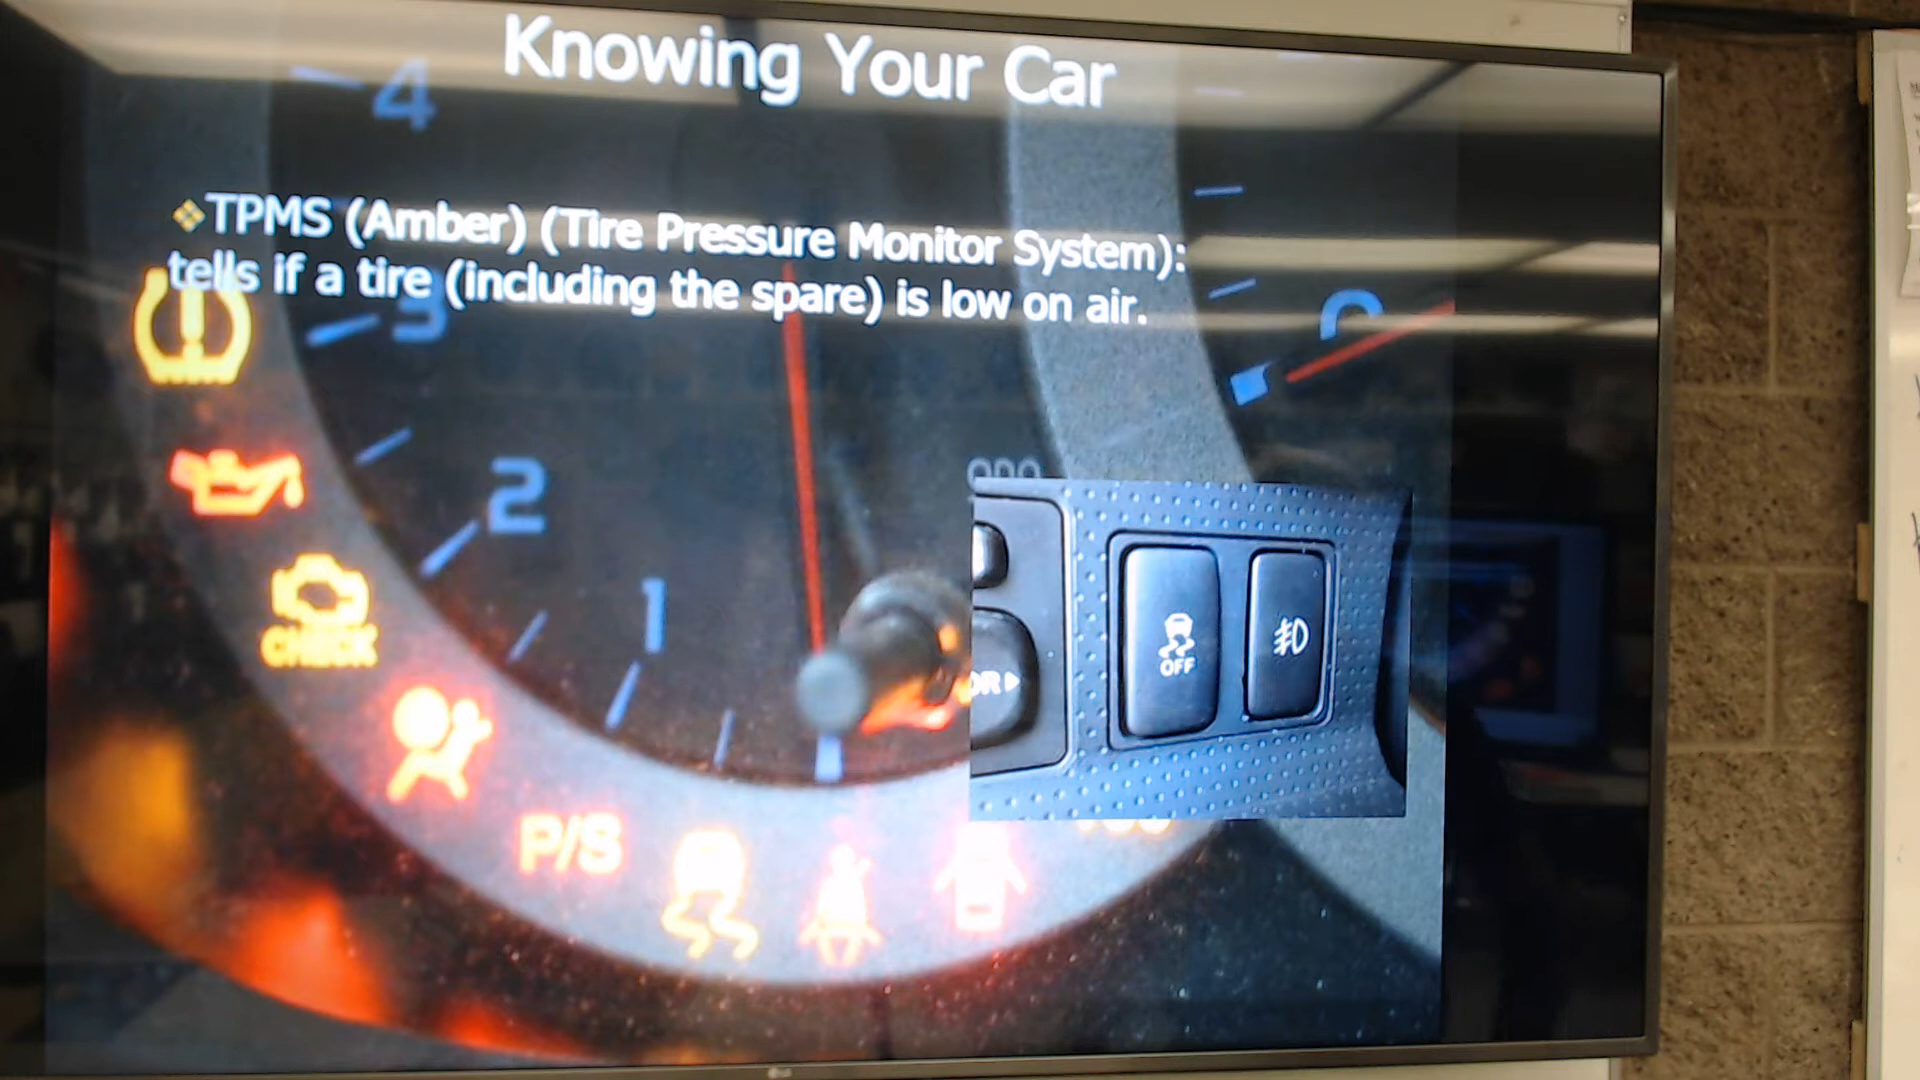 Knowing Your Car
❖TPMS (Amber) (Tire Pressure Monitor System):
tells if a tire (including the spare) is low on air.
4
3
2
1
CHECK
P/S
OFF